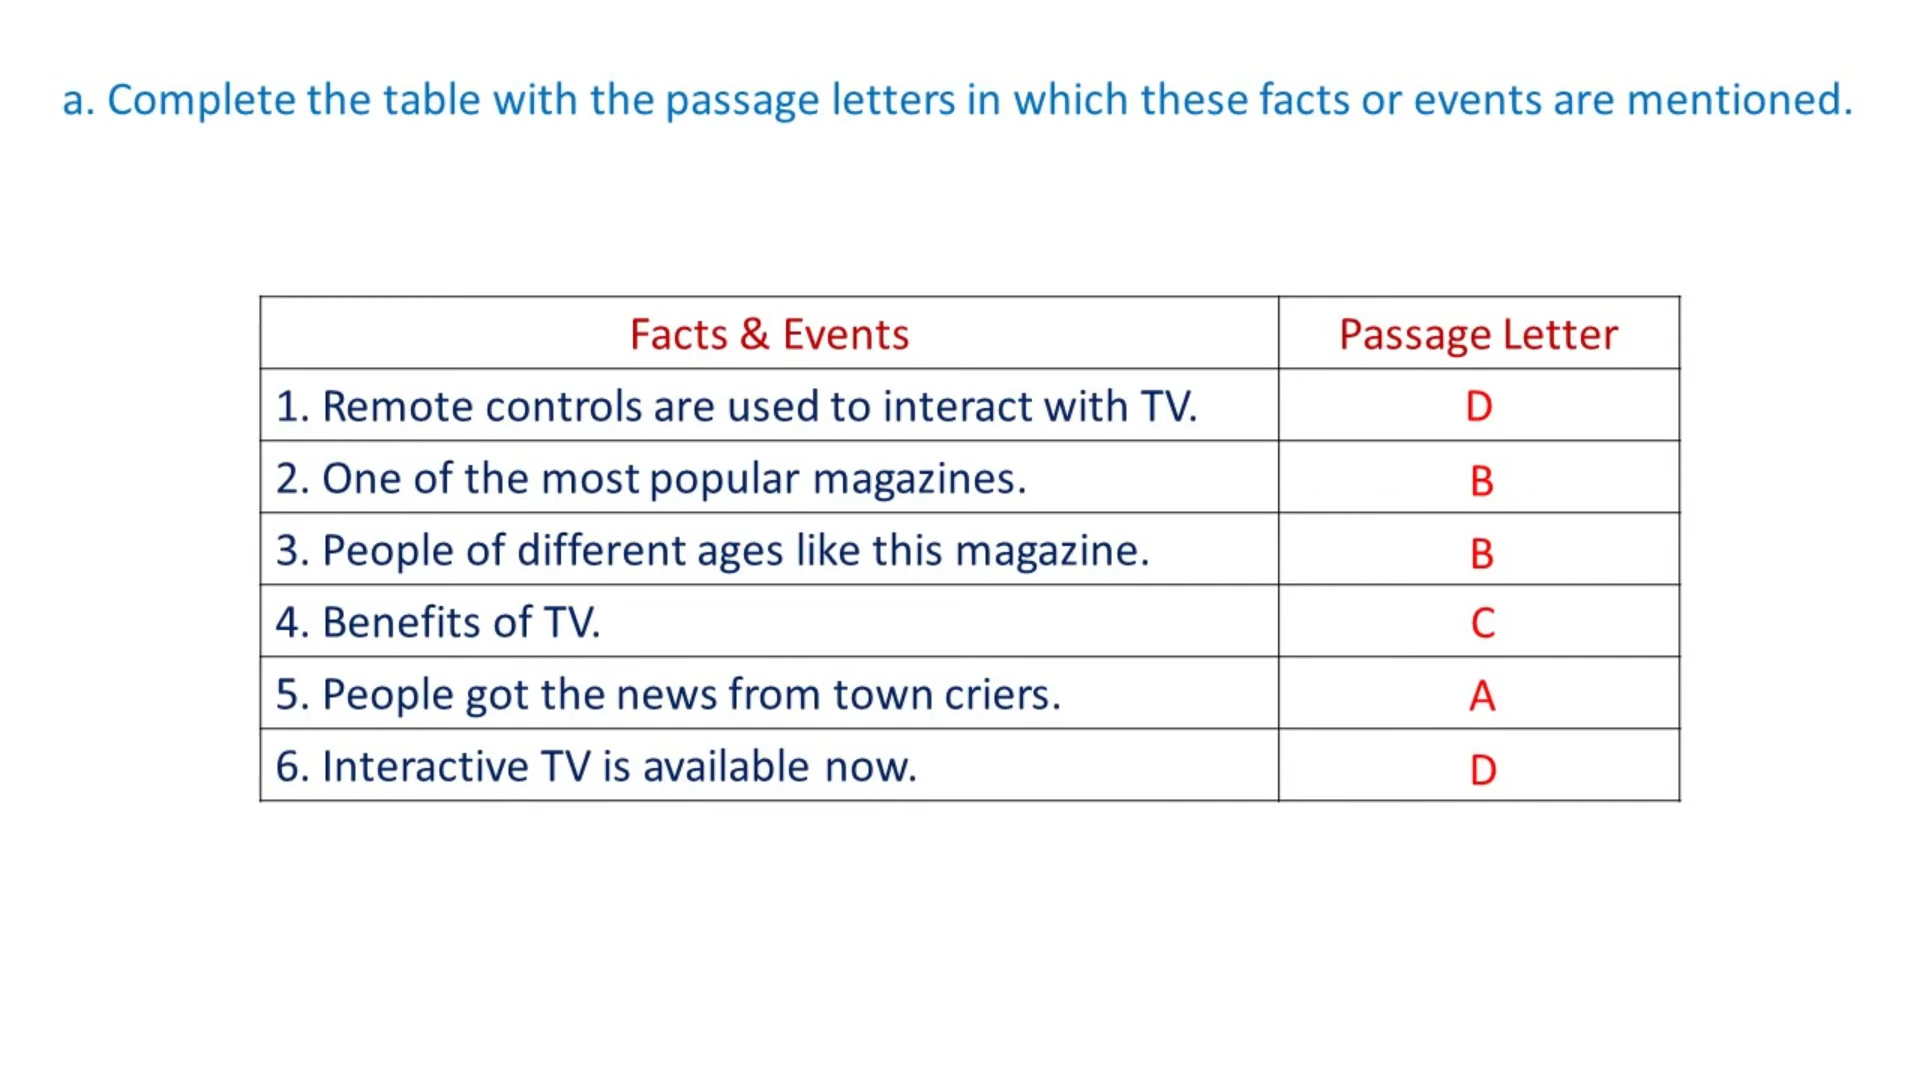 a. Complete the table with the passage letters in which these facts or events are mentioned.
Facts & Events Passage Letter
1. Remote controls are used to interact with TV. D
2. One of the most popular magazines. B
3. People of different ages like this magazine. B
4. Benefits of TV. C
5. People got the news from town criers. A
6. Interactive TV is available now. D